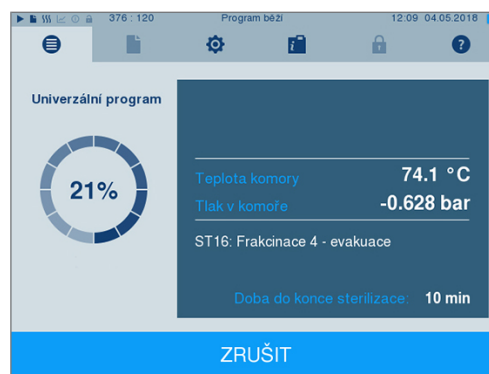 376 : 120 Program běží 12:09 04.05.2018
i ?
Univerzální program
21%
Teplota komory 74.1 °C
Tlak v komoře -0.628 bar
ST16: Frakcinace 4 - evakuace
Doba do konce sterilizace: 10 min
ZRUŠIT